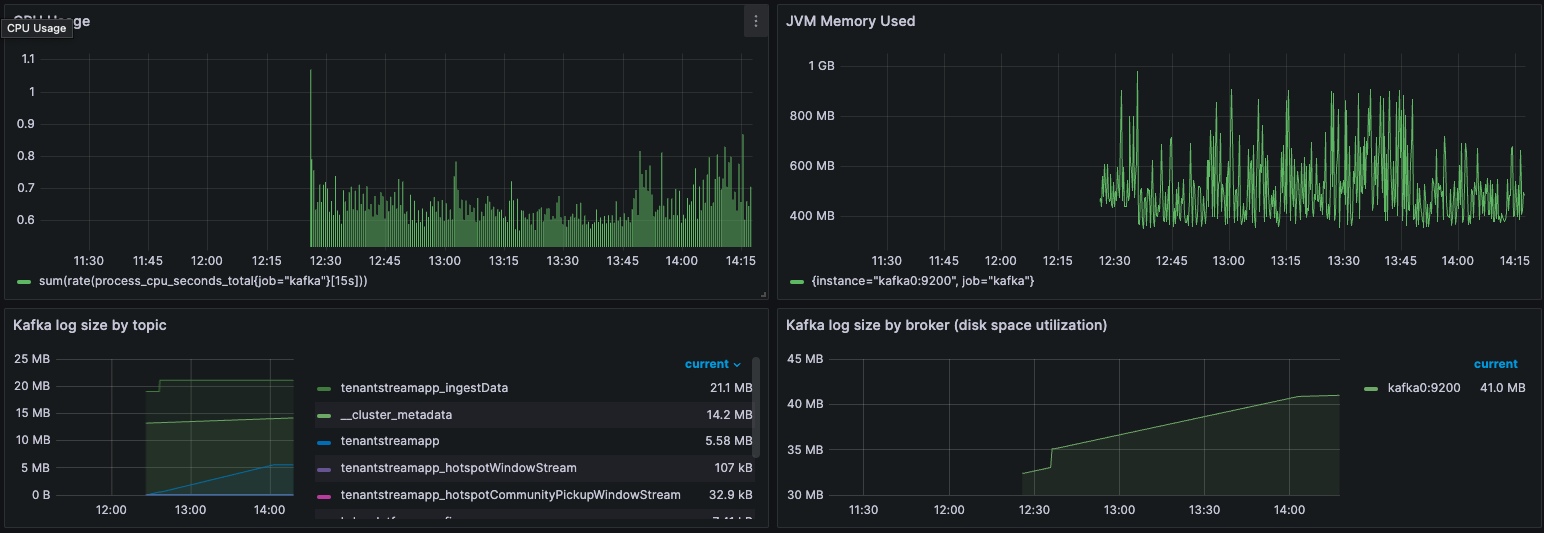 CPU Usage
CPU Usage
1.1
1
0.9
0.8
0.7
0.6
11:30 11:45 12:00 12:15 12:30 12:45 13:00 13:15 13:30 13:45 14:00 14:15
sum(rate(process_cpu_seconds_total{job="kafka"}[15s]))
JVM Memory Used
1 GB
800 MB
600 MB
400 MB
11:30 11:45 12:00 12:15 12:30 12:45 13:00 13:15 13:30 13:45 14:00 14:15
{instance="kafka0:9200", job="kafka"}
Kafka log size by topic
25 MB
20 MB
15 MB
10 MB
5 MB
0 B
12:00 13:00 14:00
current
tenantstreamapp_ingestData 21.1 MB
__cluster_metadata 14.2 MB
tenantstreamapp 5.58 MB
tenantstreamapp_hotspotWindowStream 107 kB
tenantstreamapp_hotspotCommunityPickupWindowStream 32.9 kB
Kafka log size by broker (disk space utilization)
45 MB
40 MB
35 MB
30 MB
11:30 12:00 12:30 13:00 13:30 14:00
current
kafka0:9200 41.0 MB